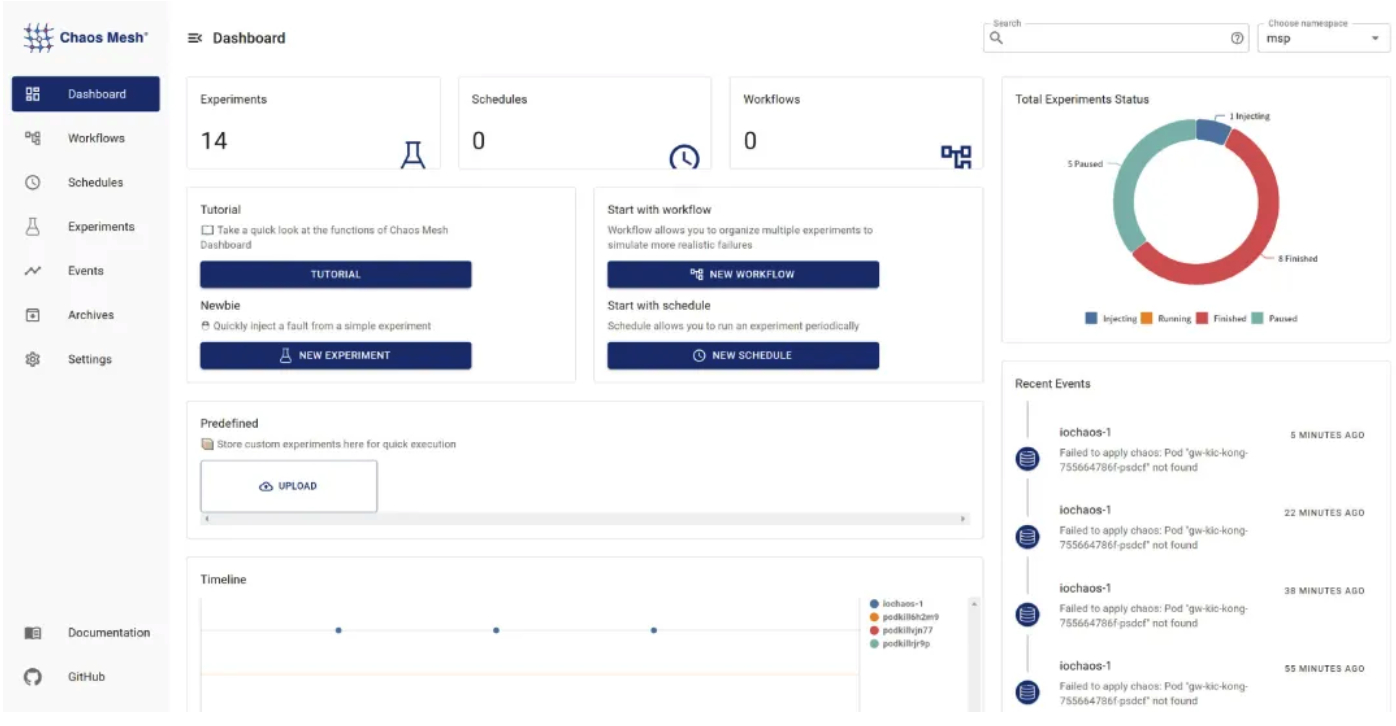 Chaos Mesh®
Dashboard
Search
Choose namespace
msp
Dashboard
Workflows
Schedules
Experiments
Events
Archives
Settings
Documentation
GitHub
Experiments
14
Schedules
0
Workflows
0
Tutorial
Take a quick look at the functions of Chaos Mesh
Dashboard
TUTORIAL
Newbie
Quickly inject a fault from a simple experiment
NEW EXPERIMENT
Start with workflow
Workflow allows you to organize multiple experiments to
simulate more realistic failures
NEW WORKFLOW
Start with schedule
Schedule allows you to run an experiment periodically
NEW SCHEDULE
Predefined
Store custom experiments here for quick execution
UPLOAD
Timeline
iochaos-1
podkill6h2m9
podkillvjn77
podkillrjr9p
Total Experiments Status
1 Injecting
5 Paused
8 Finished
Injecting Running Finished Paused
Recent Events
iochaos-1
5 MINUTES AGO
Failed to apply chaos: Pod "gw-kic-kong-
755664786f-psdcf" not found
iochaos-1
22 MINUTES AGO
Failed to apply chaos: Pod "gw-kic-kong-
755664786f-psdcf" not found
iochaos-1
38 MINUTES AGO
Failed to apply chaos: Pod "gw-kic-kong-
755664786f-psdcf" not found
iochaos-1
55 MINUTES AGO
Failed to apply chaos: Pod "gw-kic-kong-
755664786f-psdcf" not found